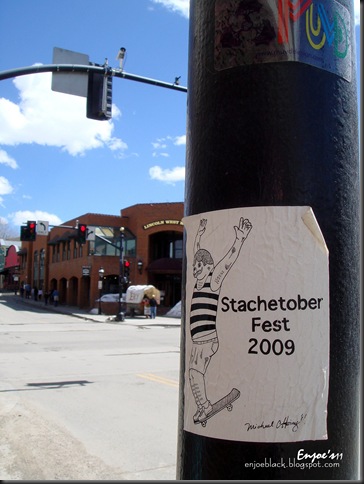 LINCOLN WEST
Stachetober
Fest
2009
Enjoe's11
enjoeblack.blogspot.com